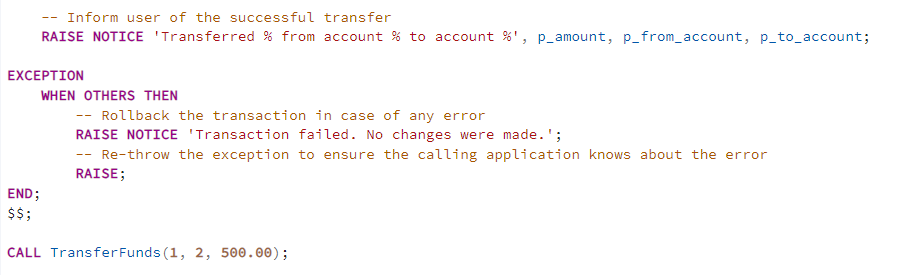 -- Inform user of the successful transfer
RAISE NOTICE 'Transferred % from account % to account %', p_amount, p_from_account, p_to_account;
EXCEPTION
WHEN OTHERS THEN
-- Rollback the transaction in case of any error
RAISE NOTICE 'Transaction failed. No changes were made.';
-- Re-throw the exception to ensure the calling application knows about the error
RAISE;
END;
$$;
CALL TransferFunds(1, 2, 500.00);